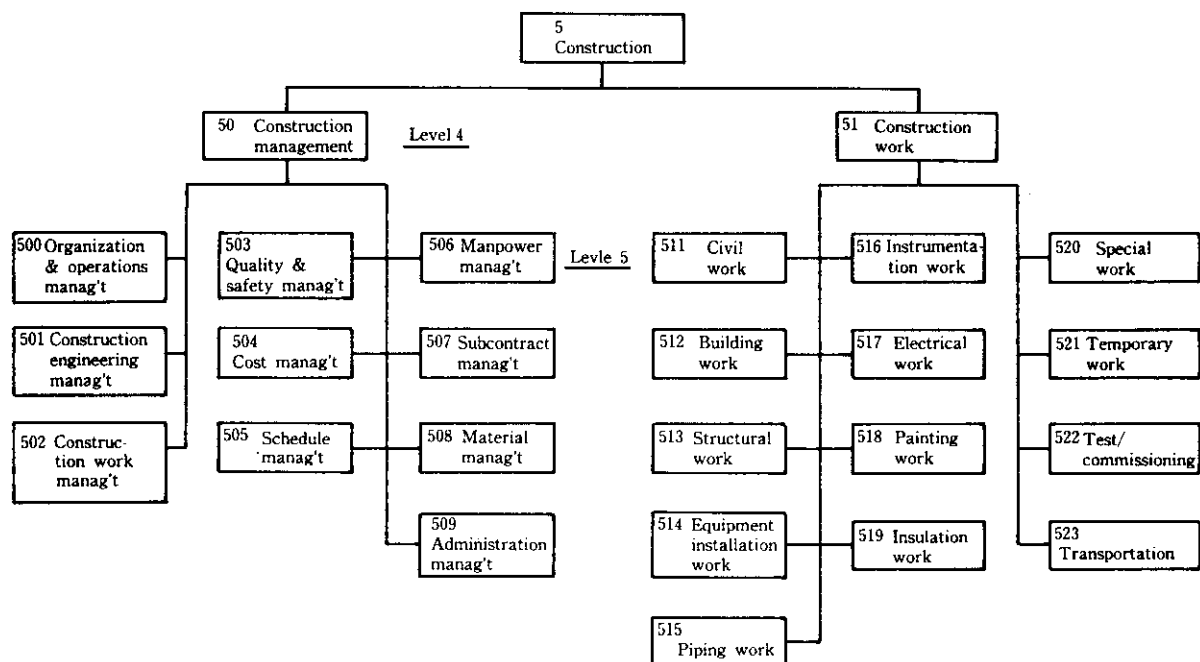 5
Construction
50 Construction
management
Level 4
51 Construction
work
500 Organization
& operations
manag't
503
Quality &
safety manag't
506 Manpower
manag't
Levle 5
511 Civil
work
516 Instrumenta-
tion work
520 Special
work
501 Construction
engineering
manag't
504
Cost manag't
507 Subcontract
manag't
512 Building
work
517 Electrical
work
521 Temporary
work
502 Construc-
tion work
manag't
505 Schedule
manag't
508 Material
manag't
513 Structural
work
518 Painting
work
522 Test/
commissioning
509
Administration
manag't
514 Equipment
installation
work
519 Insulation
work
523
Transportation
515
Piping work